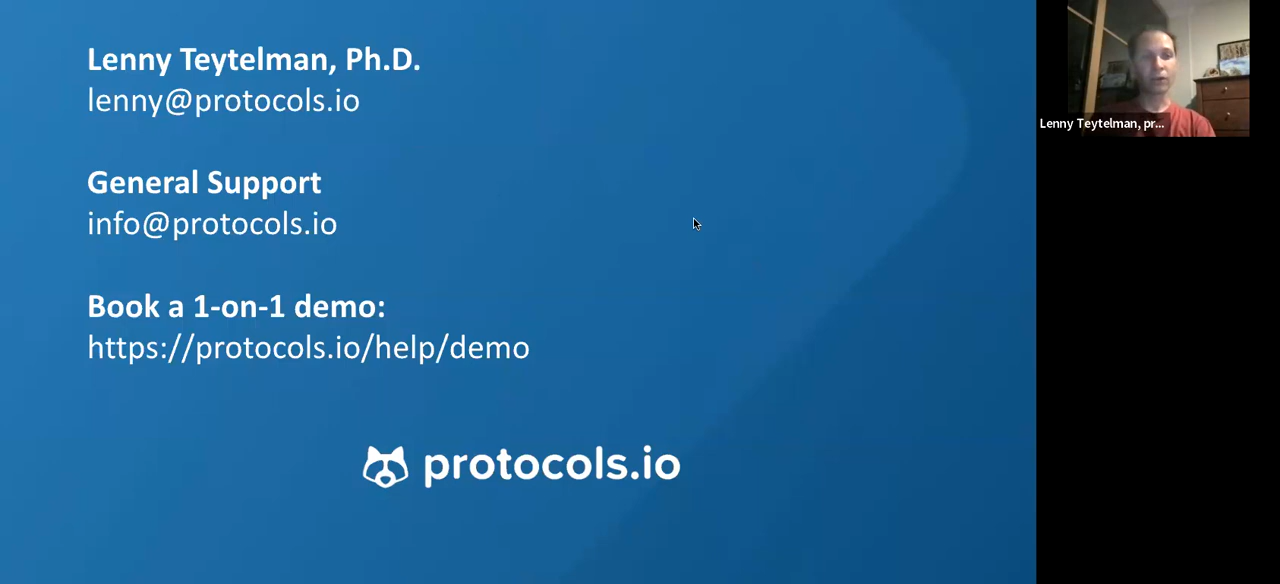 Lenny Teytelman, Ph.D.
lenny@protocols.io
General Support
info@protocols.io
Book a 1-on-1 demo:
https://protocols.io/help/demo
protocols.io
Lenny Teytelman, pr...